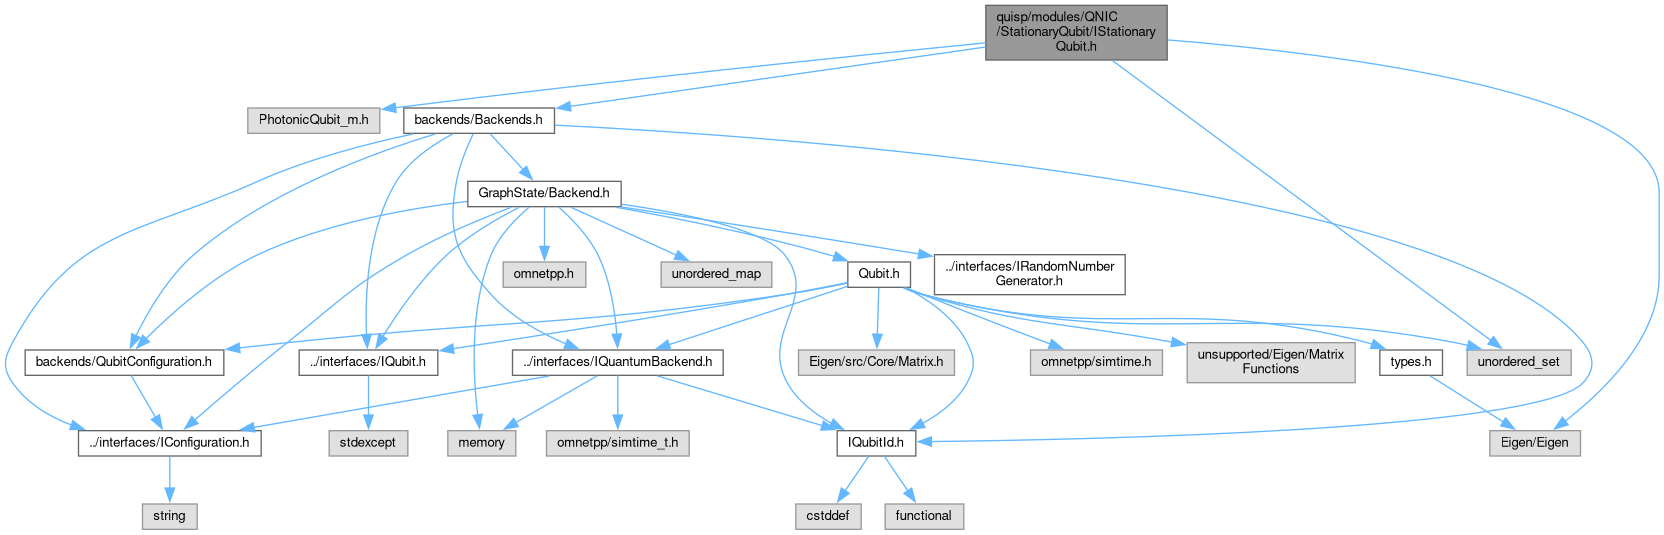 quisp/modules/QNIC
/StationaryQubit/IStationary
Qubit.h
PhotonicQubit_m.h
backends/Backends.h
GraphState/Backend.h
omnetpp.h
unordered_map
Qubit.h
../interfaces/IRandomNumber
Generator.h
backends/QubitConfiguration.h
../interfaces/IQubit.h
../interfaces/IQuantumBackend.h
Eigen/src/Core/Matrix.h
omnetpp/simtime.h
unsupported/Eigen/Matrix
Functions
types.h
unordered_set
../interfaces/IConfiguration.h
stdexcept
memory
omnetpp/simtime_t.h
IQubitId.h
Eigen/Eigen
string
cstddef
functional